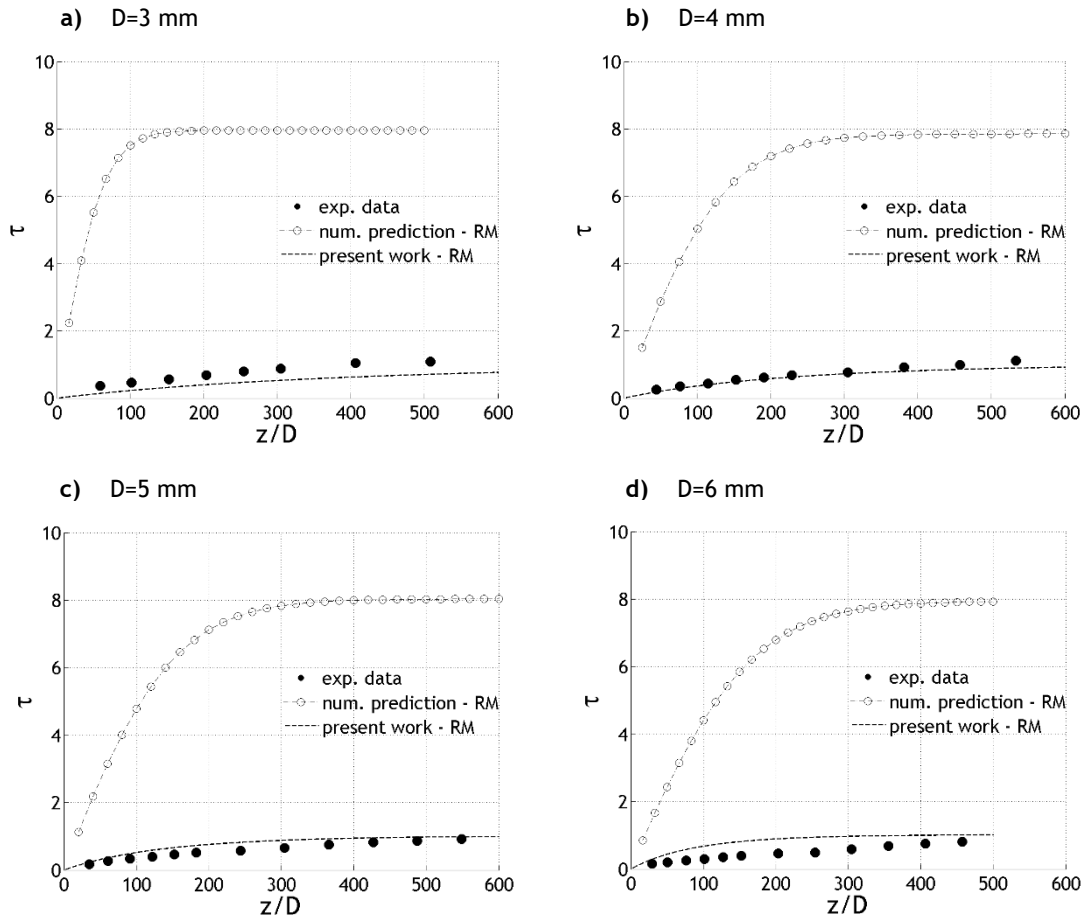 a) D=3 mm
10
8
6
4
2
0
τ
exp. data
num. prediction - RM
present work - RM
0 100 200 300 400 500 600
z/D
b) D=4 mm
10
8
6
4
2
0
τ
exp. data
num. prediction - RM
present work - RM
0 100 200 300 400 500 600
z/D
c) D=5 mm
10
8
6
4
2
0
τ
exp. data
num. prediction - RM
present work - RM
0 100 200 300 400 500 600
z/D
d) D=6 mm
10
8
6
4
2
0
τ
exp. data
num. prediction - RM
present work - RM
0 100 200 300 400 500 600
z/D